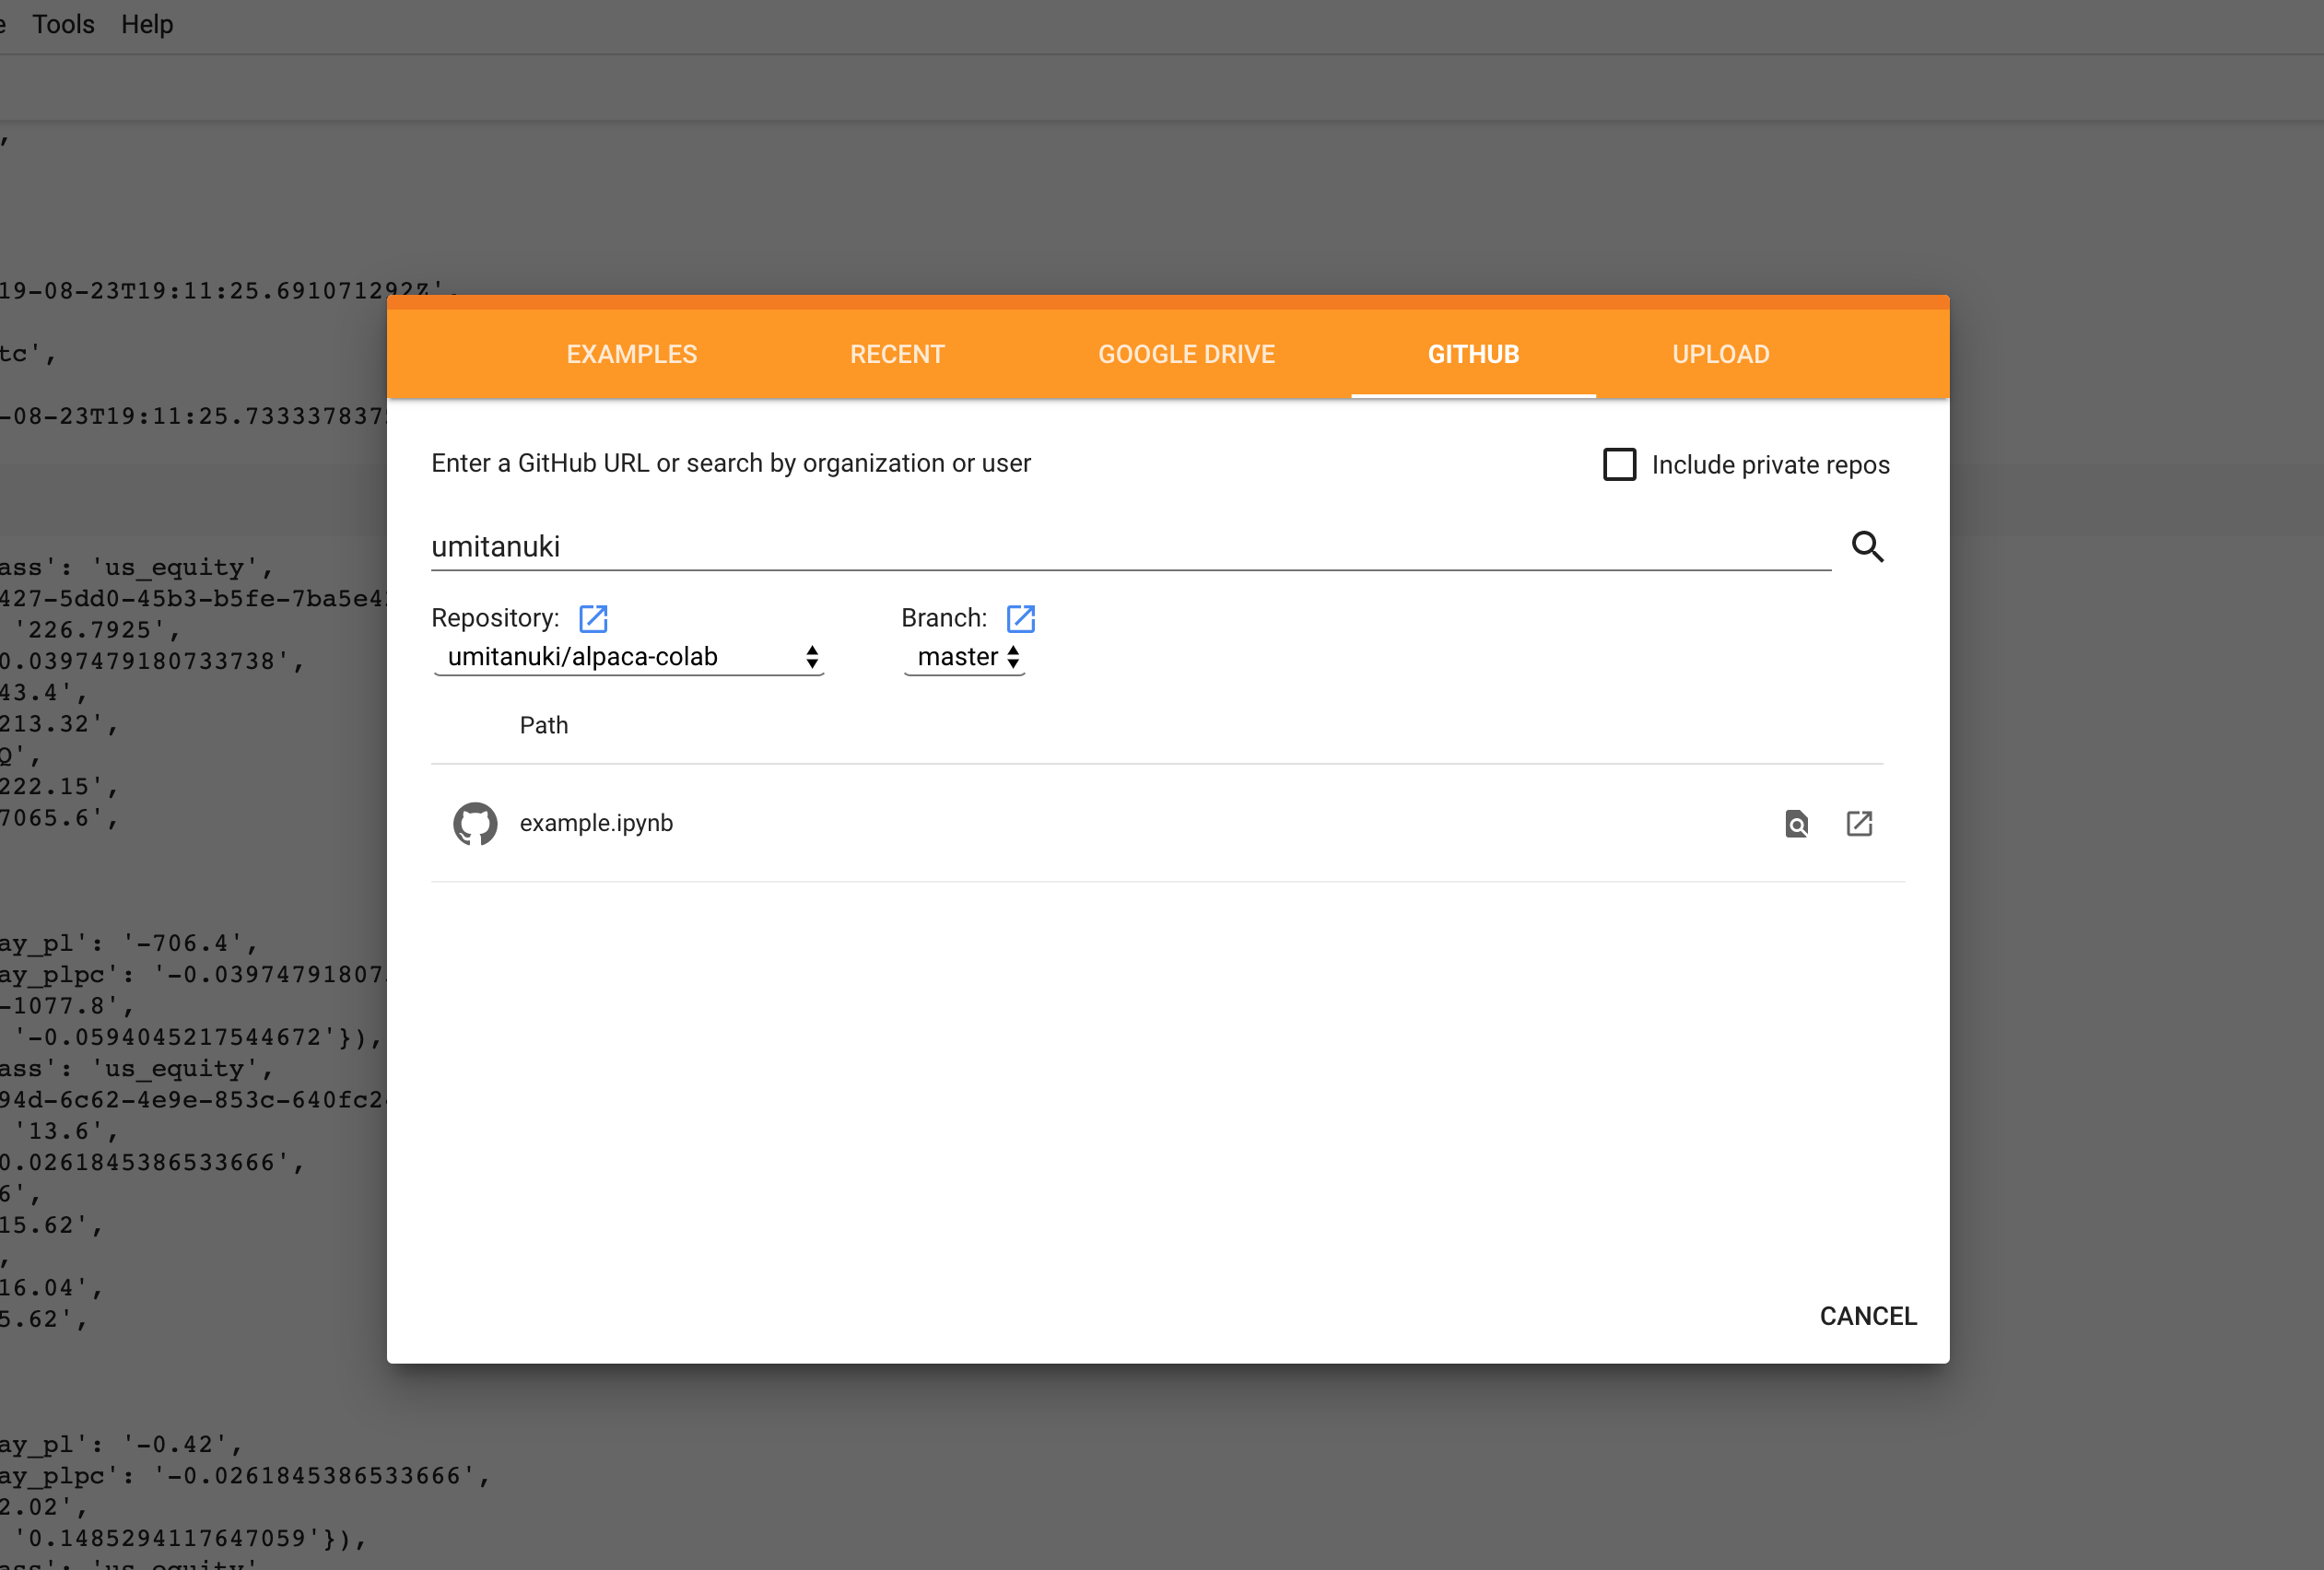 Tools Help
',
19-08-23T19:11:25.691071292Z',
tc',
-08-23T19:11:25.733337837
EXAMPLES RECENT GOOGLE DRIVE GITHUB UPLOAD
Enter a GitHub URL or search by organization or user
Include private repos
umitanuki
Repository: Branch:
umitanuki/alpaca-colab master
Path
example.ipynb
CANCEL
ass': 'us_equity',
427-5dd0-45b3-b5fe-7ba5e4
'226.7925',
0.0397479180733738',
43.4',
213.32',
Q',
222.15',
7065.6',
ay_pl': '-706.4',
ay_plpc': '-0.03974791807
-1077.8',
'-0.0594045217544672'}),
ass': 'us_equity',
94d-6c62-4e9e-853c-640fc2
'13.6',
0.0261845386533666',
6',
15.62',
',
16.04',
5.62',
ay_pl': '-0.42',
ay_plpc': '-0.0261845386533666',
2.02',
'0.1485294117647059'}),
ass': 'us_equity'